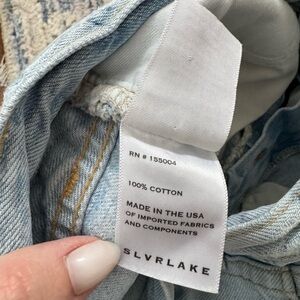 RN # 155004
100% COTTON
MADE IN THE USA
OF IMPORTED FABRICS
AND COMPONENTS
SLVRLAKE